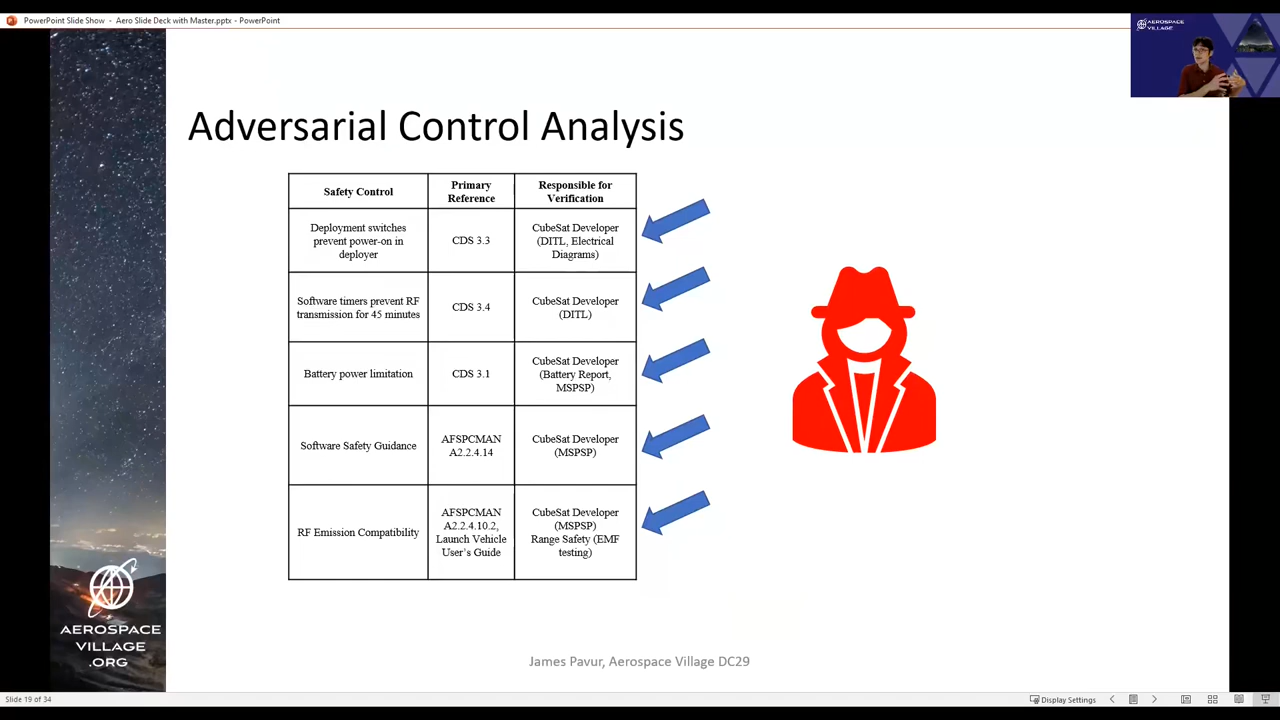 PowerPoint Slide Show - Aero Slide Deck with Master.pptx - PowerPoint
AEROSPACE
VILLAGE
Adversarial Control Analysis
Safety Control
Primary
Reference
Responsible for
Verification
Deployment switches
prevent power-on in
deployer
CDS 3.3
CubeSat Developer
(DITL, Electrical
Diagrams)
Software timers prevent RF
transmission for 45 minutes
CDS 3.4
CubeSat Developer
(DITL)
Battery power limitation
CDS 3.1
CubeSat Developer
(Battery Report,
MSPSP)
Software Safety Guidance
AFSPCMAN
A2.2.4.14
CubeSat Developer
(MSPSP)
RF Emission Compatibility
AFSPCMAN
A2.2.4.10.2,
Launch Vehicle
User's Guide
CubeSat Developer
(MSPSP)
Range Safety (EMF
testing)
AEROSPACE
VILLAGE
.ORG
James Pavur, Aerospace Village DC29
Slide 19 of 34
Display Settings